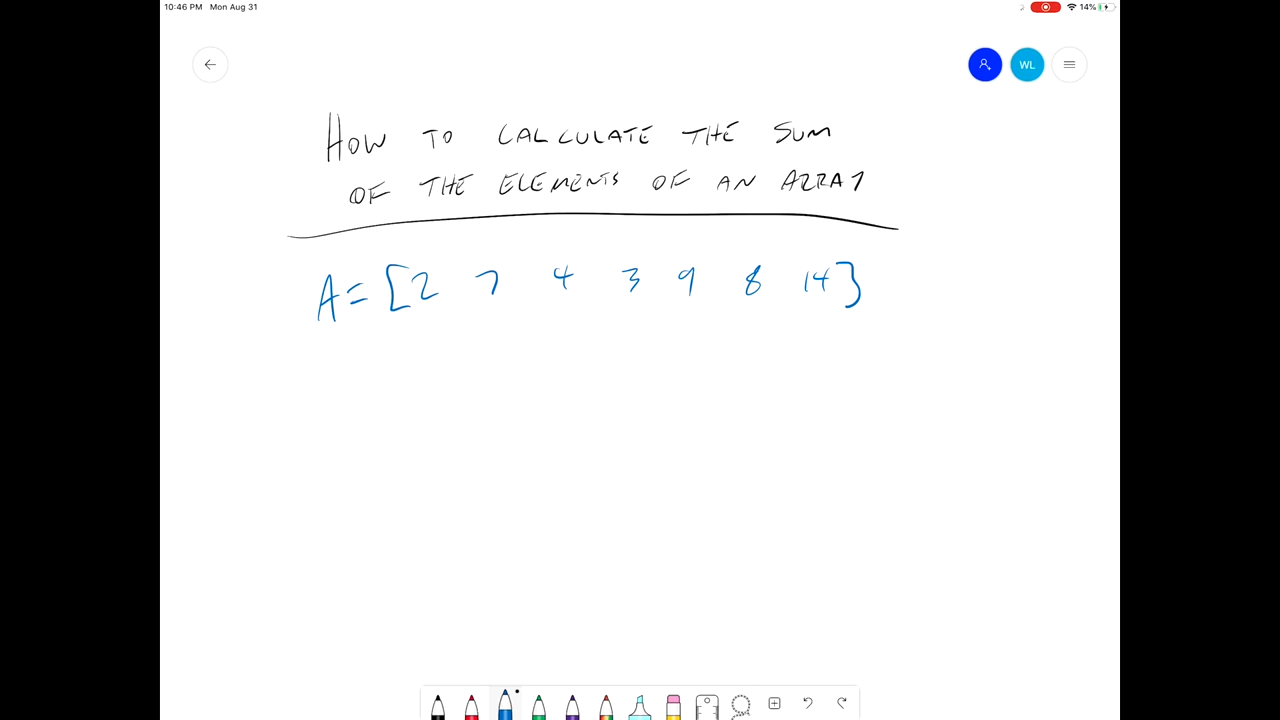 10:46 PM Mon Aug 31
14%
WL
HOW TO CALCULATE THE SUM
OF THE ELEMENTS OF AN ARRAY
A = [2 7 4 3 9 8 14]